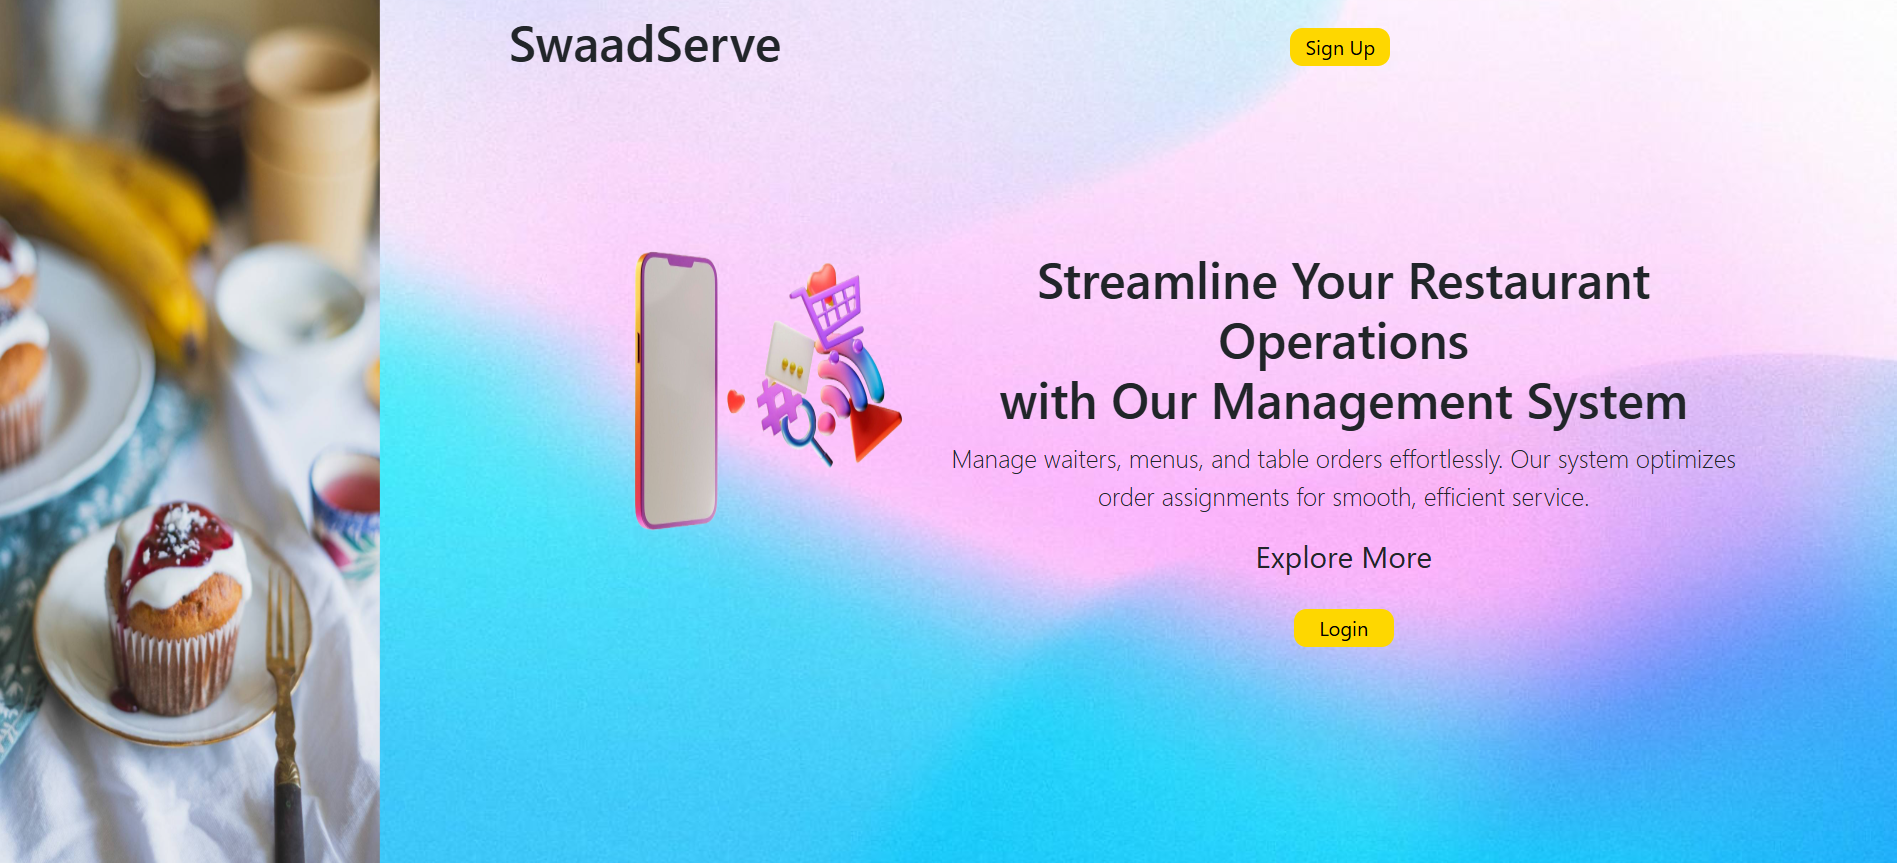 SwaadServe
Sign Up
Streamline Your Restaurant
Operations
with Our Management System
Manage waiters, menus, and table orders effortlessly. Our system optimizes
order assignments for smooth, efficient service.
Explore More
Login